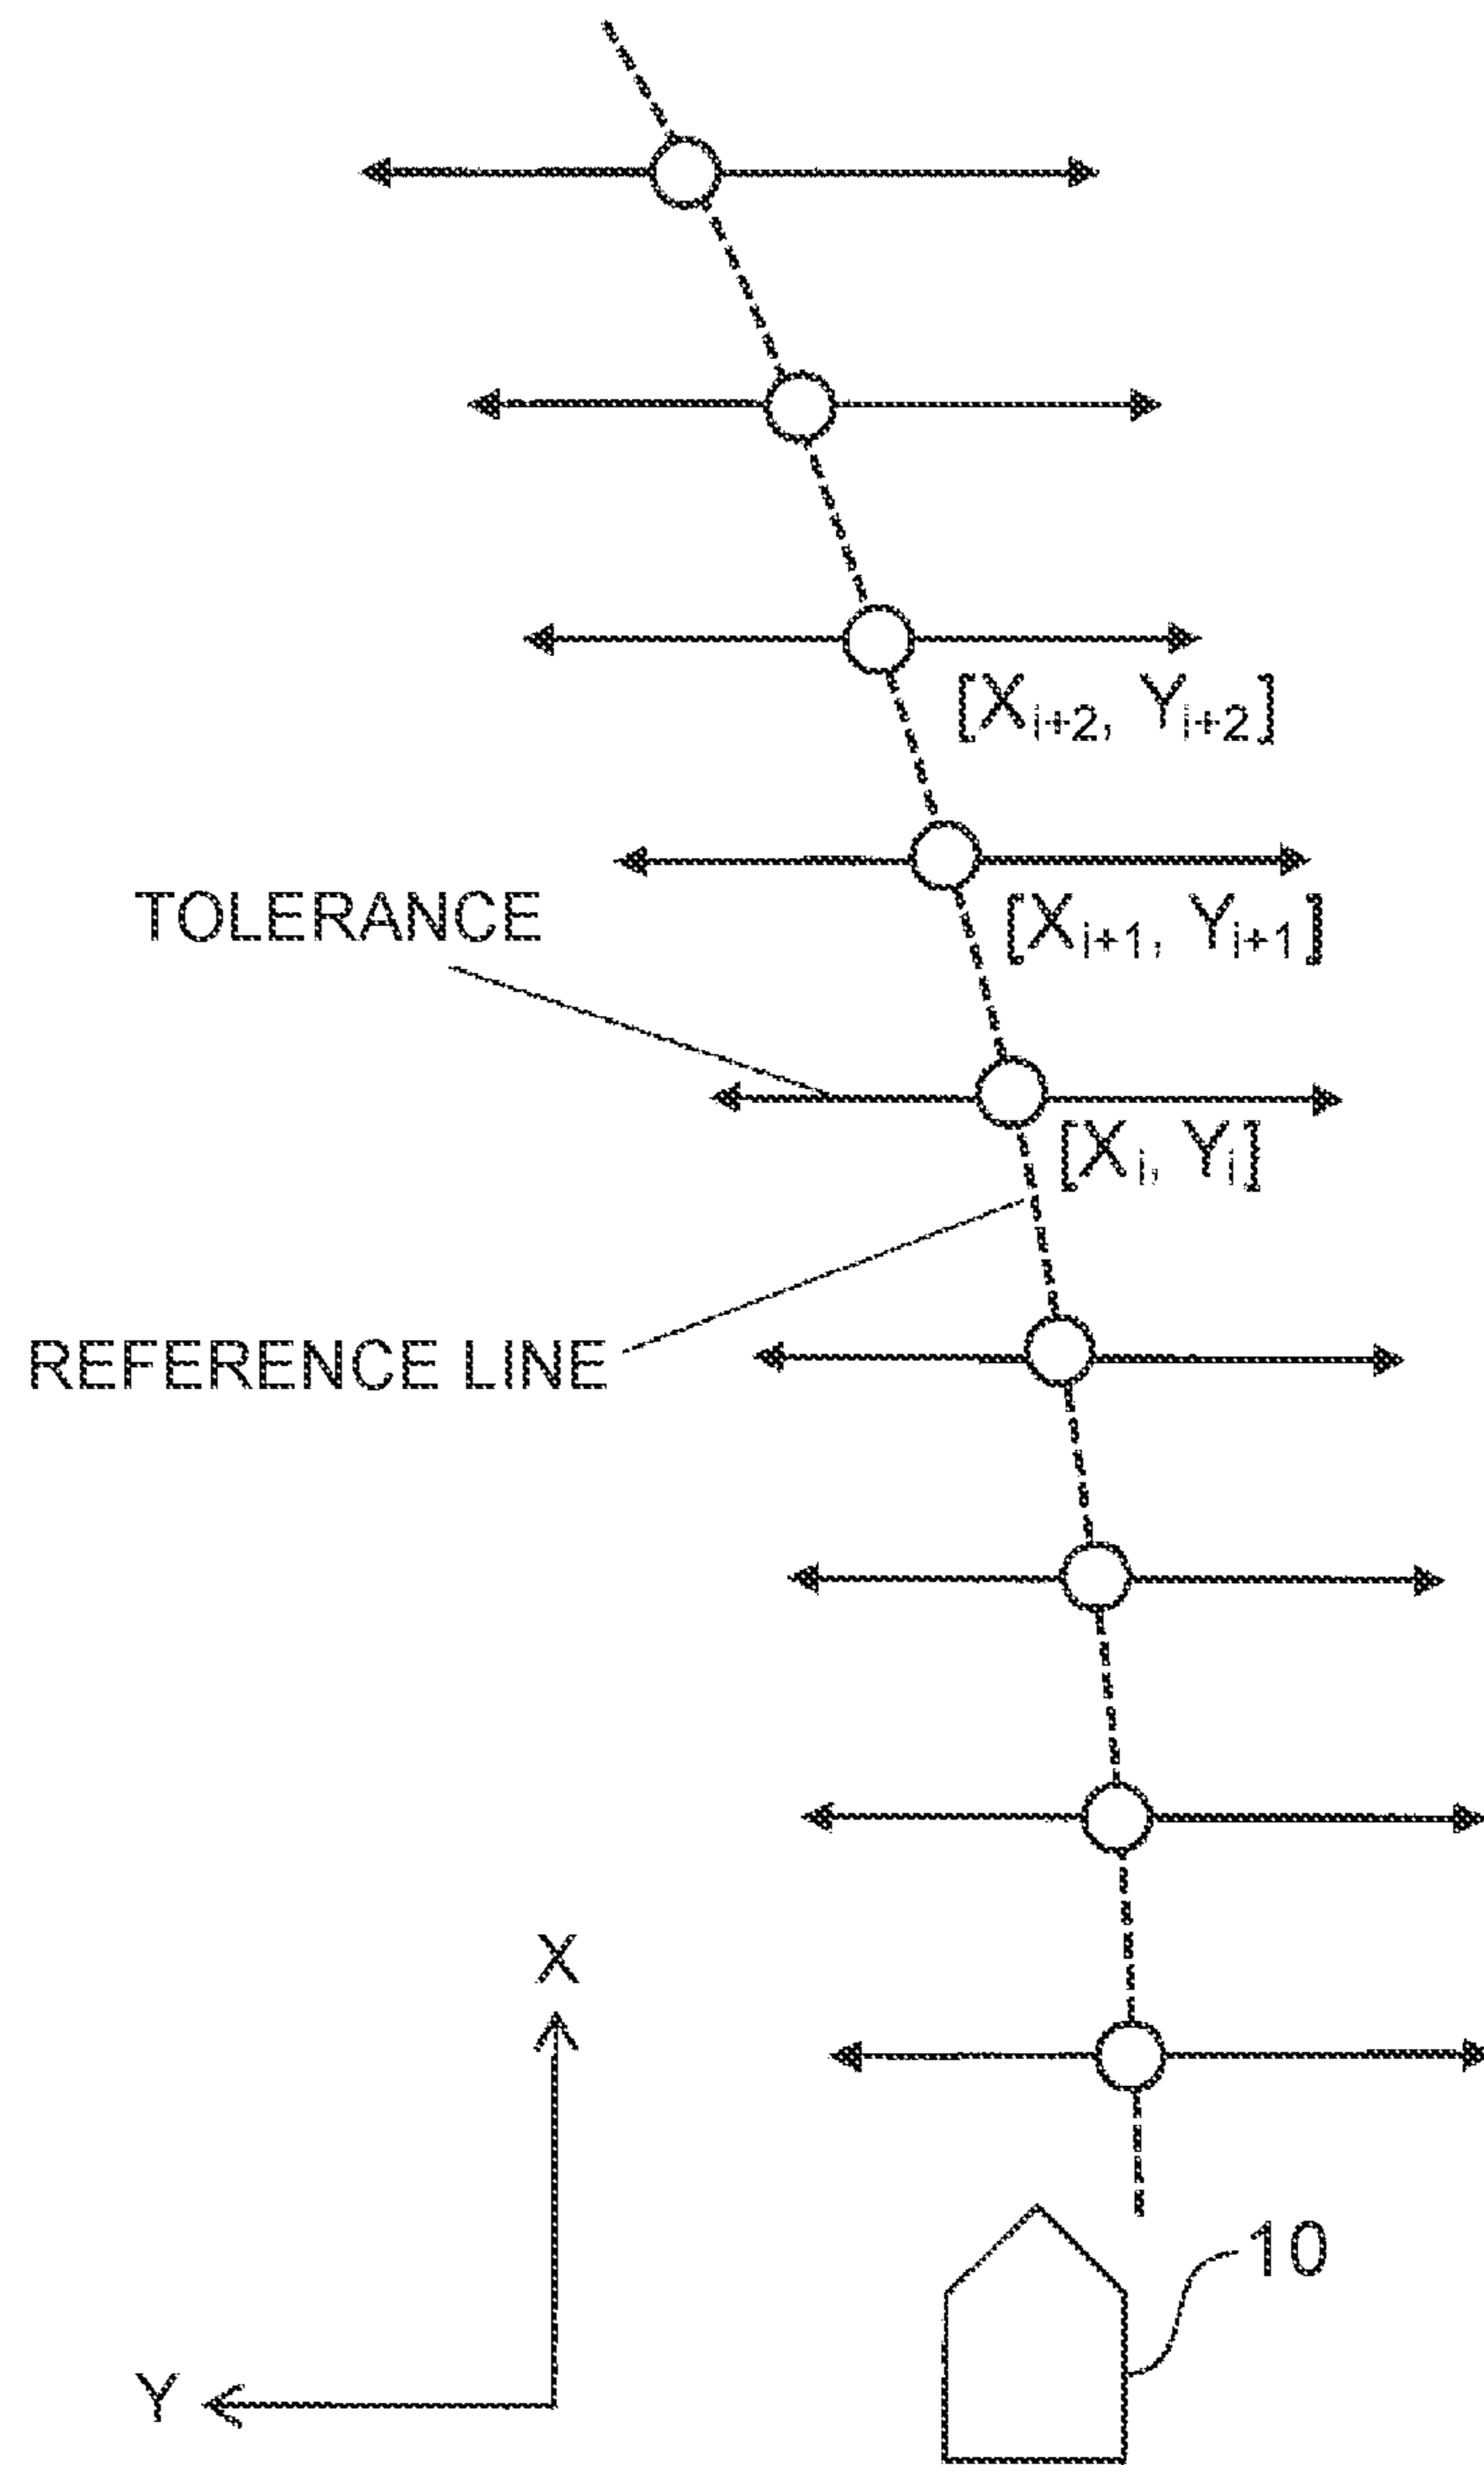 [Xi+2, Yi+2]
TOLERANCE
[Xi+1, Yi+1]
[Xi, Yi]
REFERENCE LINE
X
10
Y